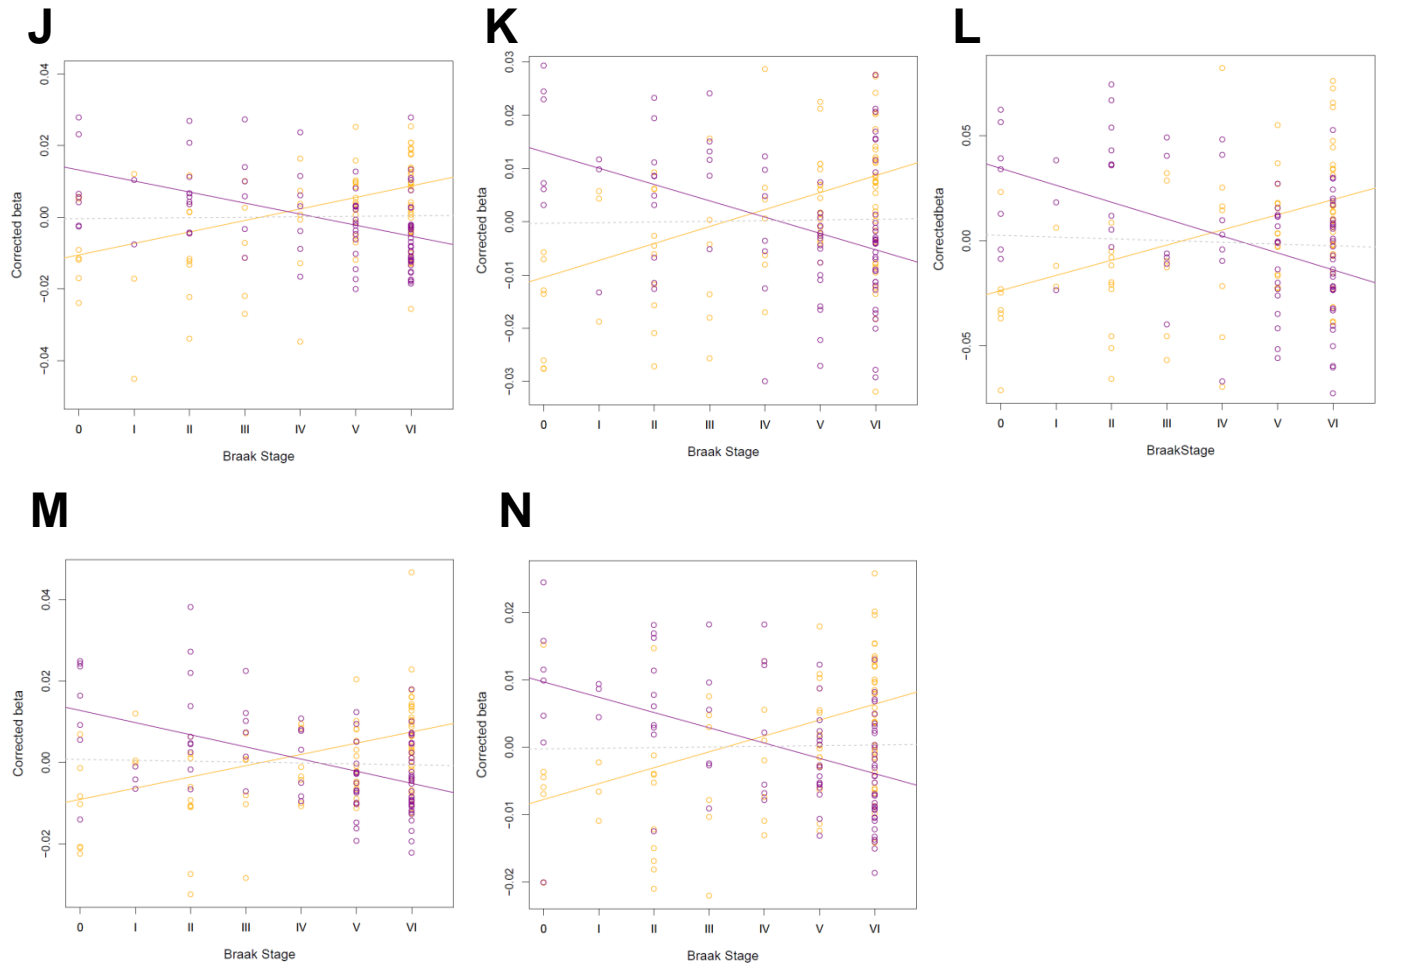 J
K
L
0.04
0.02
0.00
−0.02
−0.04
Corrected beta
0 I II III IV V VI
Braak Stage
0.03
0.02
0.01
0.00
−0.01
−0.02
−0.03
Corrected beta
0 I II III IV V VI
Braak Stage
0.05
0.00
−0.05
Correctedbeta
0 I II III IV V VI
BraakStage
M
N
0.04
0.02
0.00
−0.02
Corrected beta
0 I II III IV V VI
Braak Stage
0.02
0.01
0.00
−0.01
−0.02
Corrected beta
0 I II III IV V VI
Braak Stage